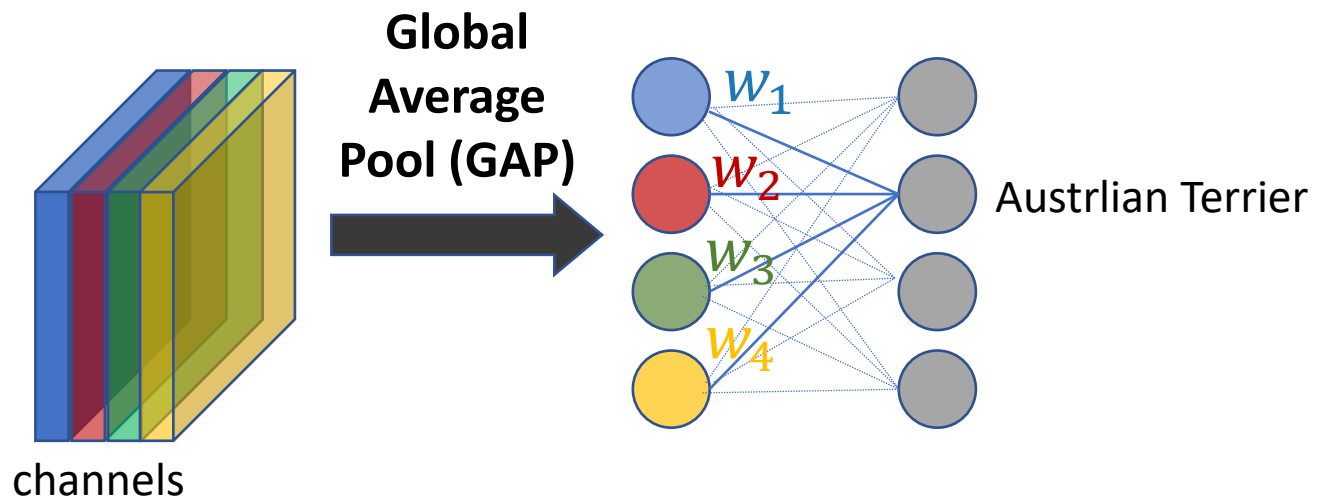 Global
Average
Pool (GAP)
w₁
w₂
w₃
w₄
Austrlian Terrier
channels